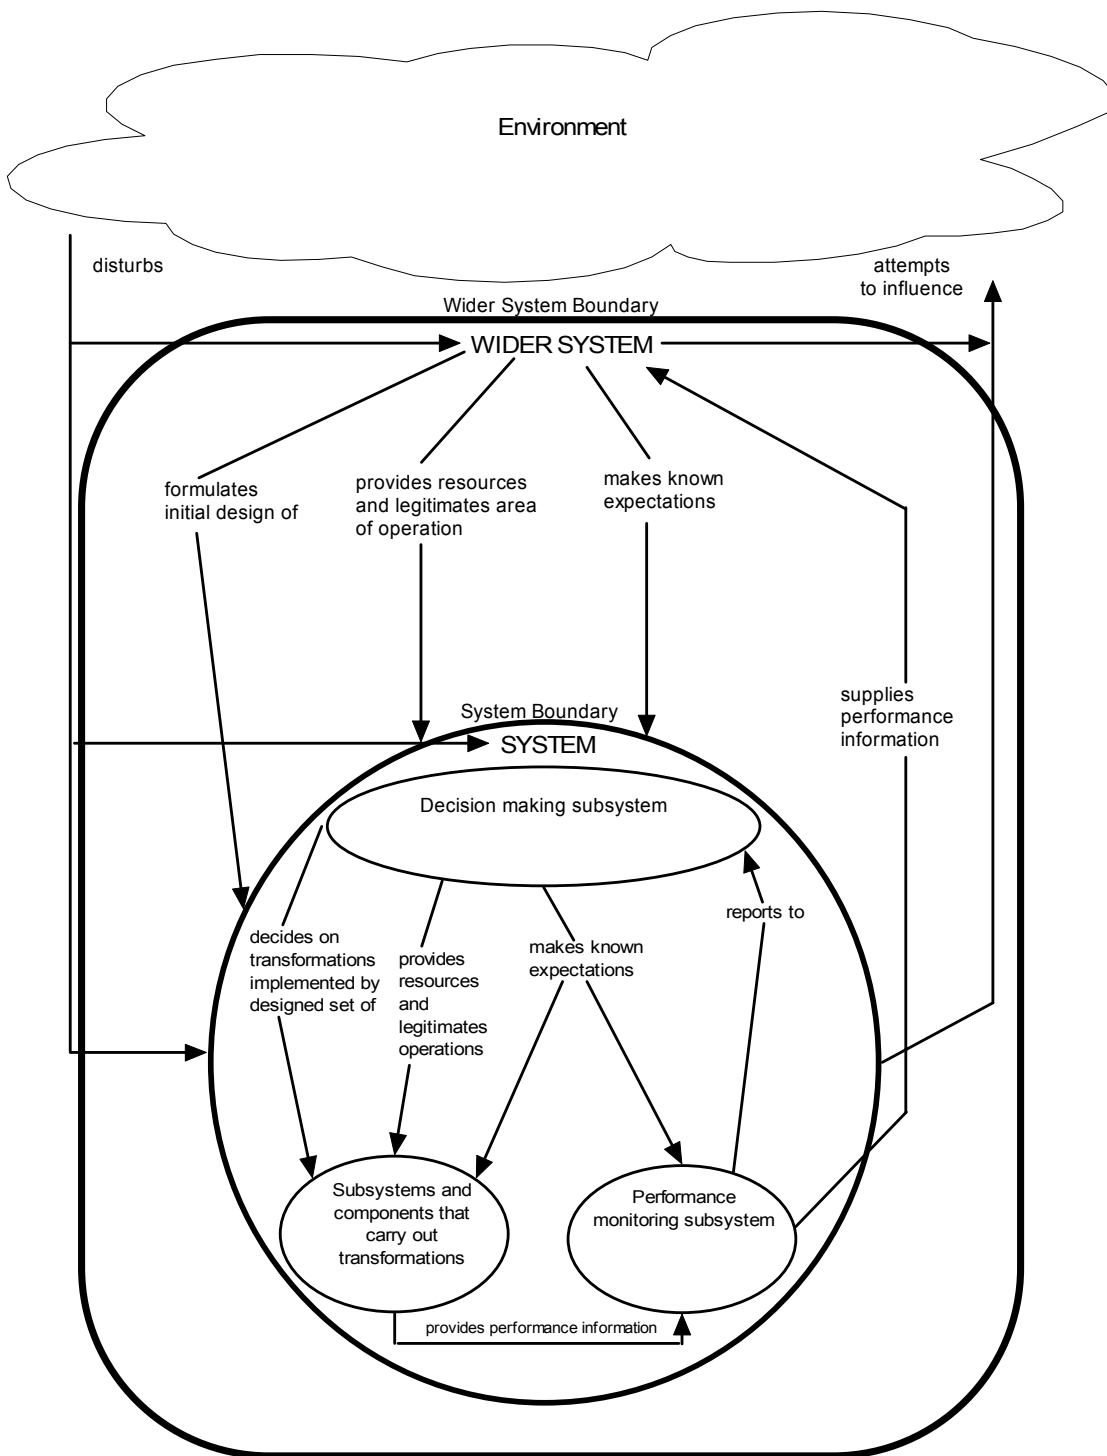 Environment
disturbs
attempts
to influence
Wider System Boundary
WIDER SYSTEM
formulates
initial design of
provides resources
and legitimates area
of operation
makes known
expectations
supplies
performance
information
System Boundary
SYSTEM
Decision making subsystem
decides on
transformations
implemented by
designed set of
provides
resources
and
legitimates
operations
makes known
expectations
reports to
Subsystems and
components that
carry out
transformations
Performance
monitoring subsystem
provides performance information